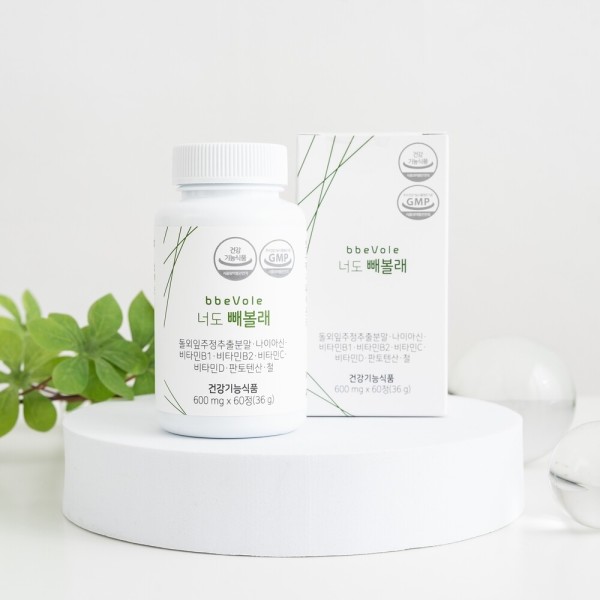 건강
기능식품
GMP
bbeVole
너도 빼볼래
돌외잎주정추출분말·나이아신·
비타민B1·비타민B2·비타민C·
비타민D·판토텐산·철
건강기능식품
600 mg x 60정(36 g)
건강
기능식품
GMP
bbeVole
너도 빼볼래
돌외잎주정추출분말·나이아신·
비타민B1·비타민B2·비타민C·
비타민D·판토텐산·철
건강기능식품
600 mg x 60정(36 g)